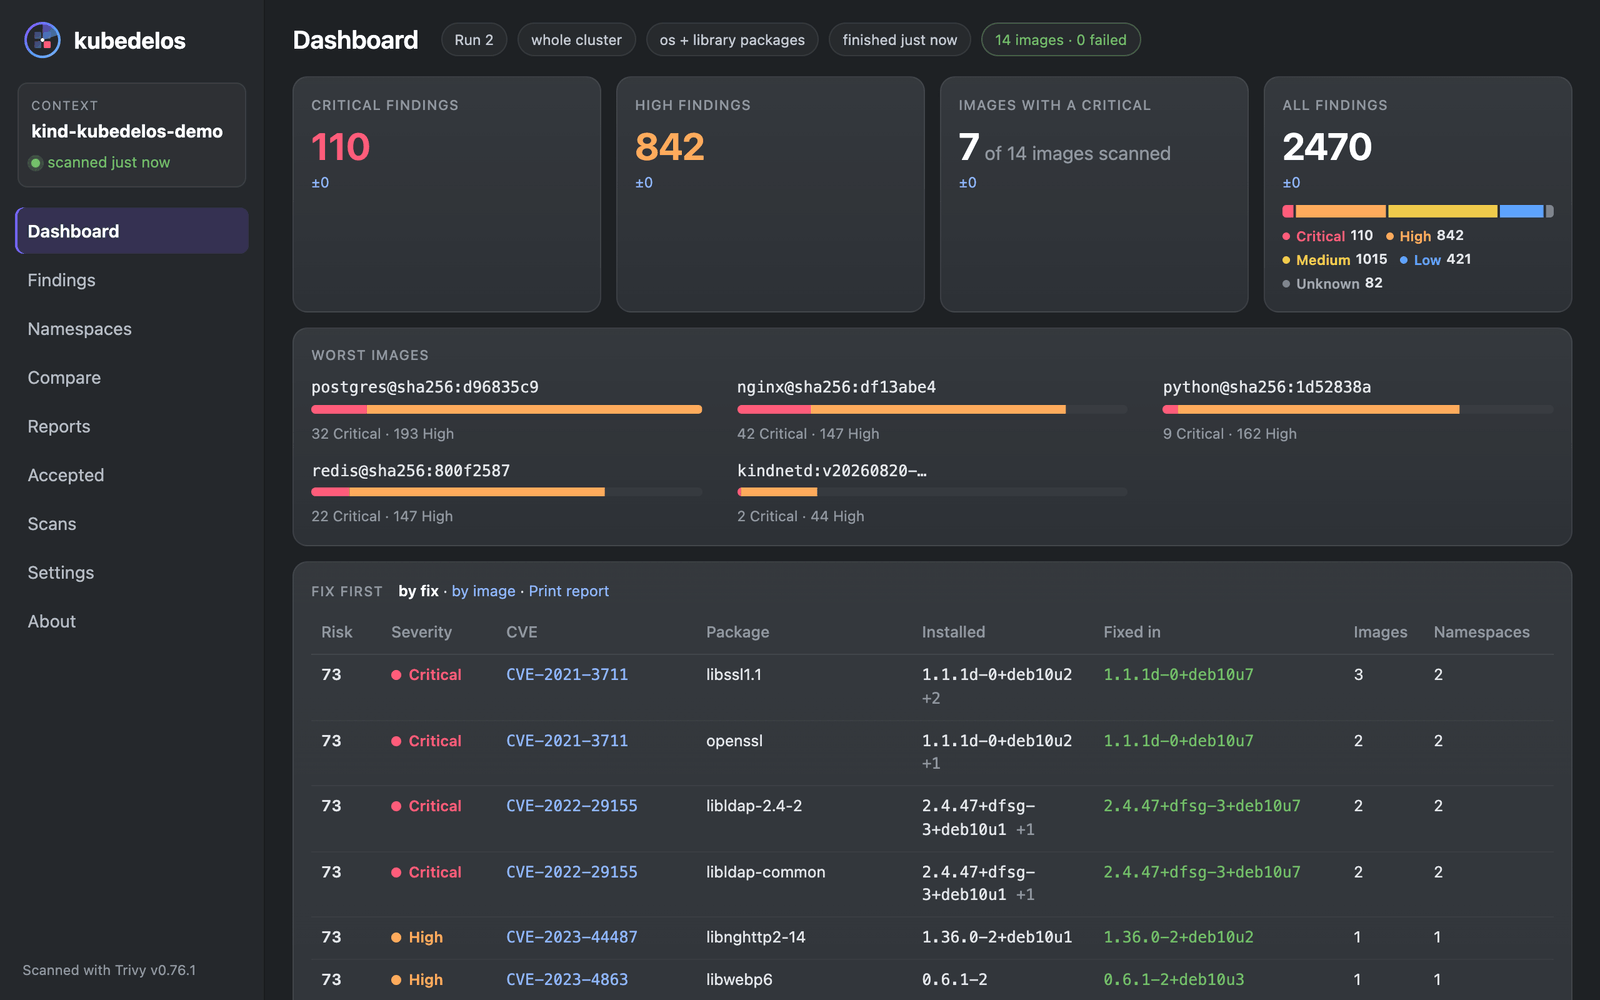 kubedelos
CONTEXT
kind-kubedelos-demo
scanned just now
Dashboard
Findings
Namespaces
Compare
Reports
Accepted
Scans
Settings
About
Scanned with Trivy v0.76.1
Dashboard
Run 2
whole cluster
os + library packages
finished just now
14 images · 0 failed
CRITICAL FINDINGS
110
±0
HIGH FINDINGS
842
±0
IMAGES WITH A CRITICAL
7 of 14 images scanned
±0
ALL FINDINGS
2470
±0
Critical 110 High 842
Medium 1015 Low 421
Unknown 82
WORST IMAGES
postgres@sha256:d96835c9
32 Critical · 193 High
nginx@sha256:df13abe4
42 Critical · 147 High
python@sha256:1d52838a
9 Critical · 162 High
redis@sha256:800f2587
22 Critical · 147 High
kindnetd:v20260820-…
2 Critical · 44 High
FIX FIRST by fix · by image · Print report
Risk Severity CVE Package Installed Fixed in Images Namespaces
73 Critical CVE-2021-3711 libssl1.1 1.1.1d-0+deb10u2 1.1.1d-0+deb10u7 3 2
+2
73 Critical CVE-2021-3711 openssl 1.1.1d-0+deb10u2 1.1.1d-0+deb10u7 2 2
+1
73 Critical CVE-2022-29155 libldap-2.4-2 2.4.47+dfsg- 2.4.47+dfsg-3+deb10u7 2 2
3+deb10u1 +1
73 Critical CVE-2022-29155 libldap-common 2.4.47+dfsg- 2.4.47+dfsg-3+deb10u7 2 2
3+deb10u1 +1
73 High CVE-2023-44487 libnghttp2-14 1.36.0-2+deb10u1 1.36.0-2+deb10u2 1 1
73 High CVE-2023-4863 libwebp6 0.6.1-2 0.6.1-2+deb10u3 1 1